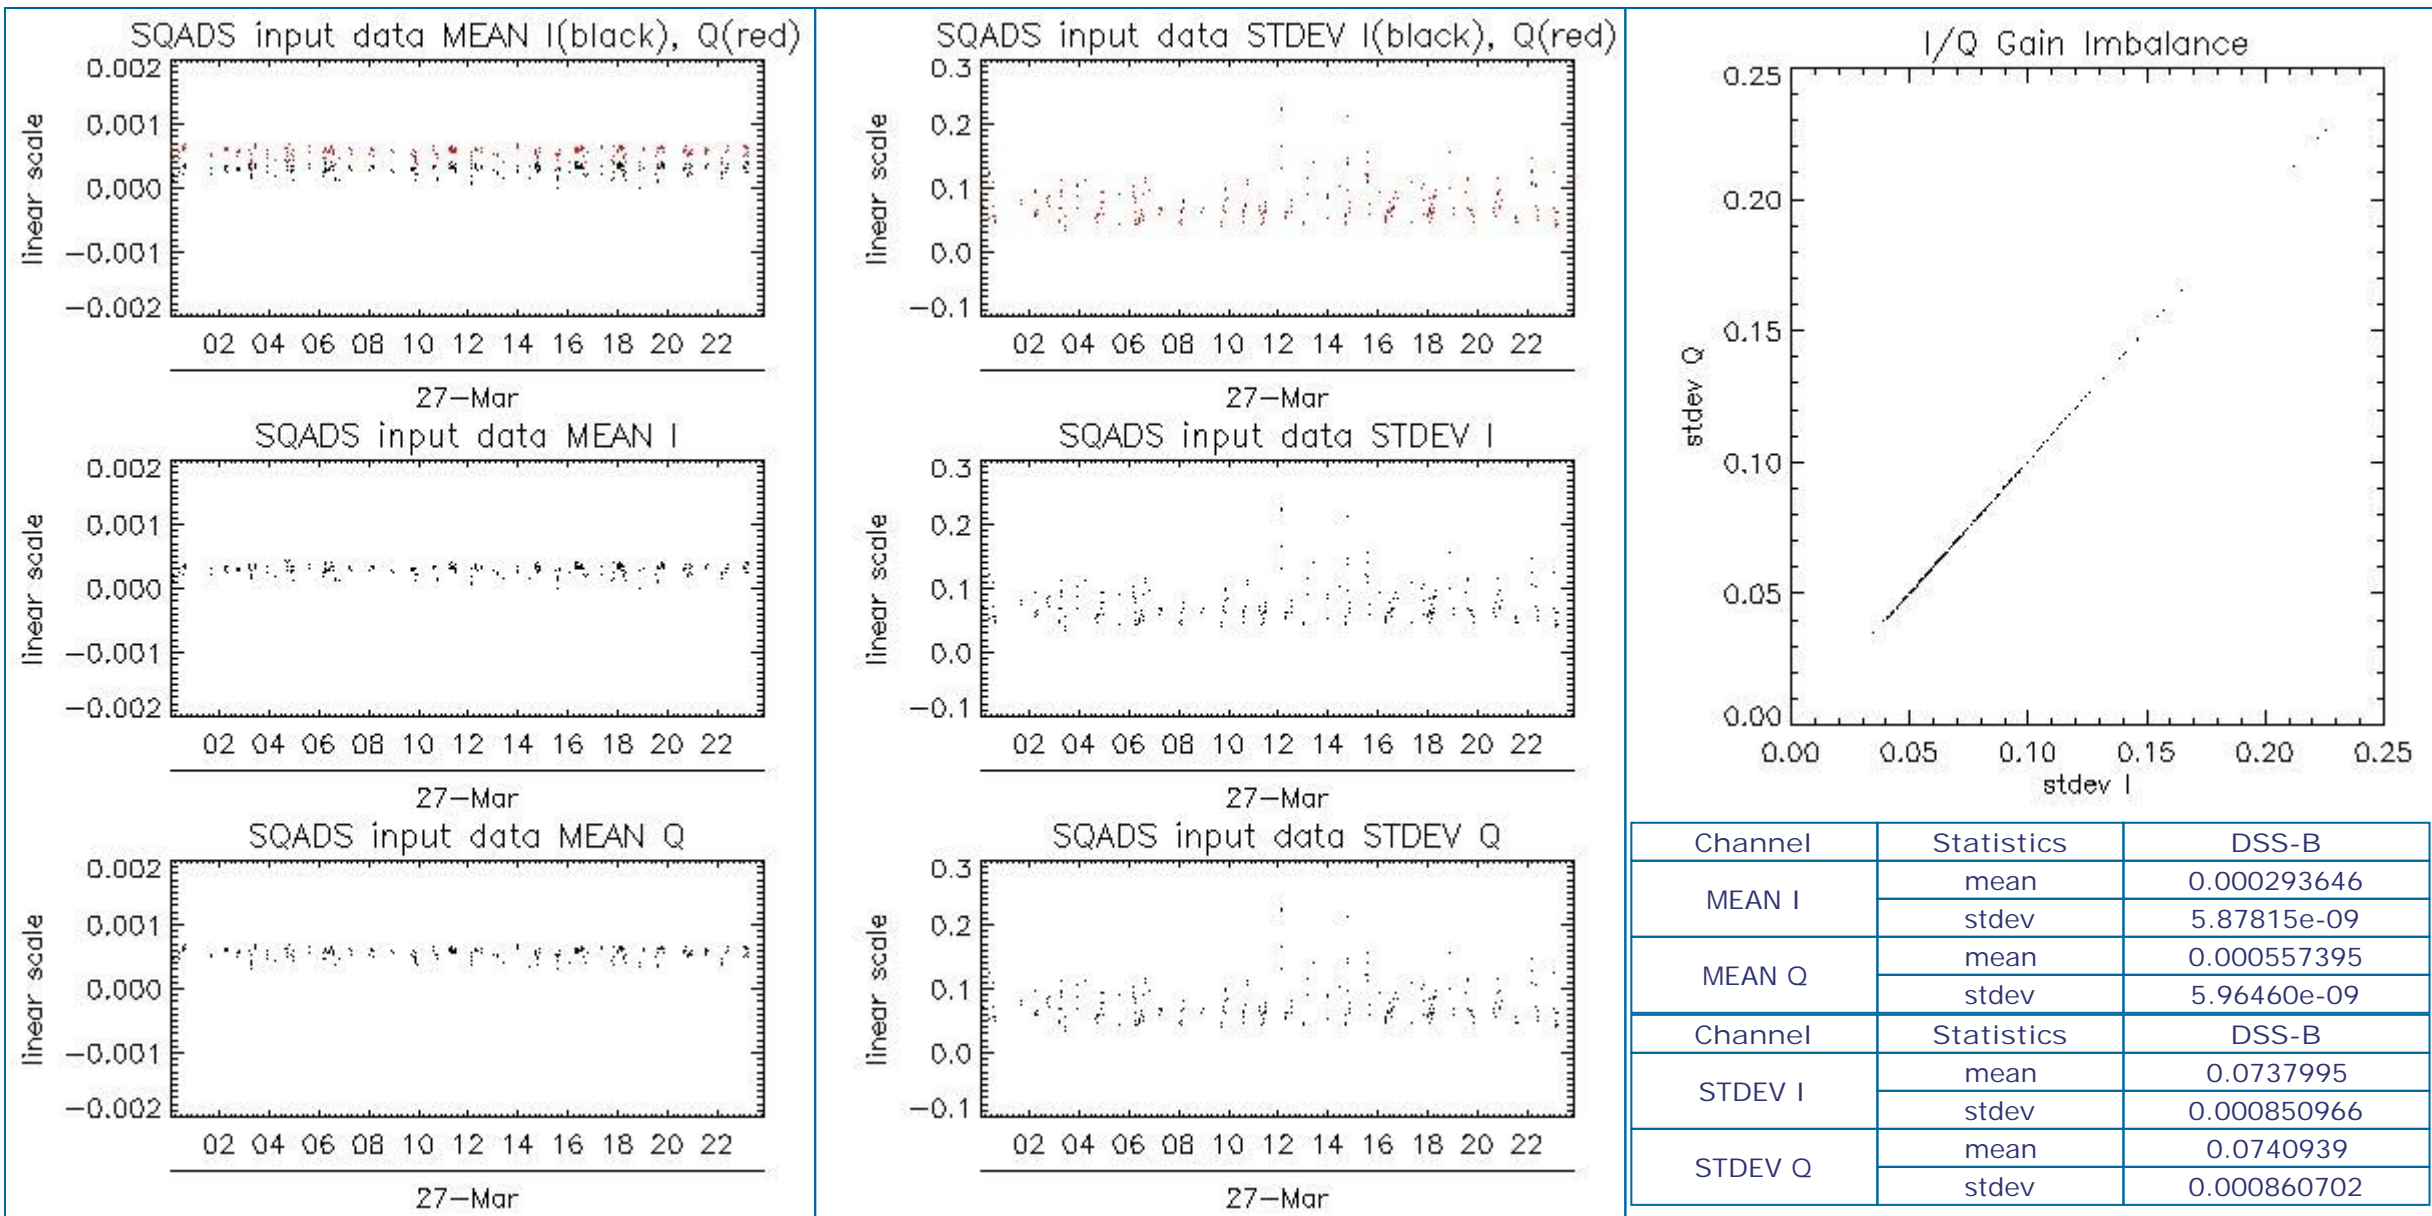 SQADS input data MEAN I(black), Q(red)
linear scale
0.002
0.001
0.000
−0.001
−0.002
02 04 06 08 10 12 14 16 18 20 22
27−Mar
SQADS input data MEAN I
linear scale
0.002
0.001
0.000
−0.001
−0.002
02 04 06 08 10 12 14 16 18 20 22
27−Mar
SQADS input data MEAN Q
linear scale
0.002
0.001
0.000
−0.001
−0.002
02 04 06 08 10 12 14 16 18 20 22
27−Mar
SQADS input data STDEV I(black), Q(red)
linear scale
0.3
0.2
0.1
0.0
−0.1
02 04 06 08 10 12 14 16 18 20 22
27−Mar
SQADS input data STDEV I
linear scale
0.3
0.2
0.1
0.0
−0.1
02 04 06 08 10 12 14 16 18 20 22
27−Mar
SQADS input data STDEV Q
linear scale
0.3
0.2
0.1
0.0
−0.1
02 04 06 08 10 12 14 16 18 20 22
27−Mar
I/Q Gain Imbalance
stdev Q
0.25
0.20
0.15
0.10
0.05
0.00
0.00 0.05 0.10 0.15 0.20 0.25
stdev I
Channel Statistics DSS-B
MEAN I mean 0.000293646
stdev 5.87815e-09
MEAN Q mean 0.000557395
stdev 5.96460e-09
Channel Statistics DSS-B
STDEV I mean 0.0737995
stdev 0.000850966
STDEV Q mean 0.0740939
stdev 0.000860702